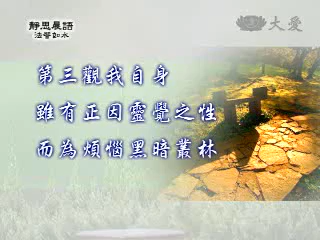 靜思晨語
法譬如水
大愛
第三觀我自身
雖有正因靈覺之性
而為煩惱黑暗叢林